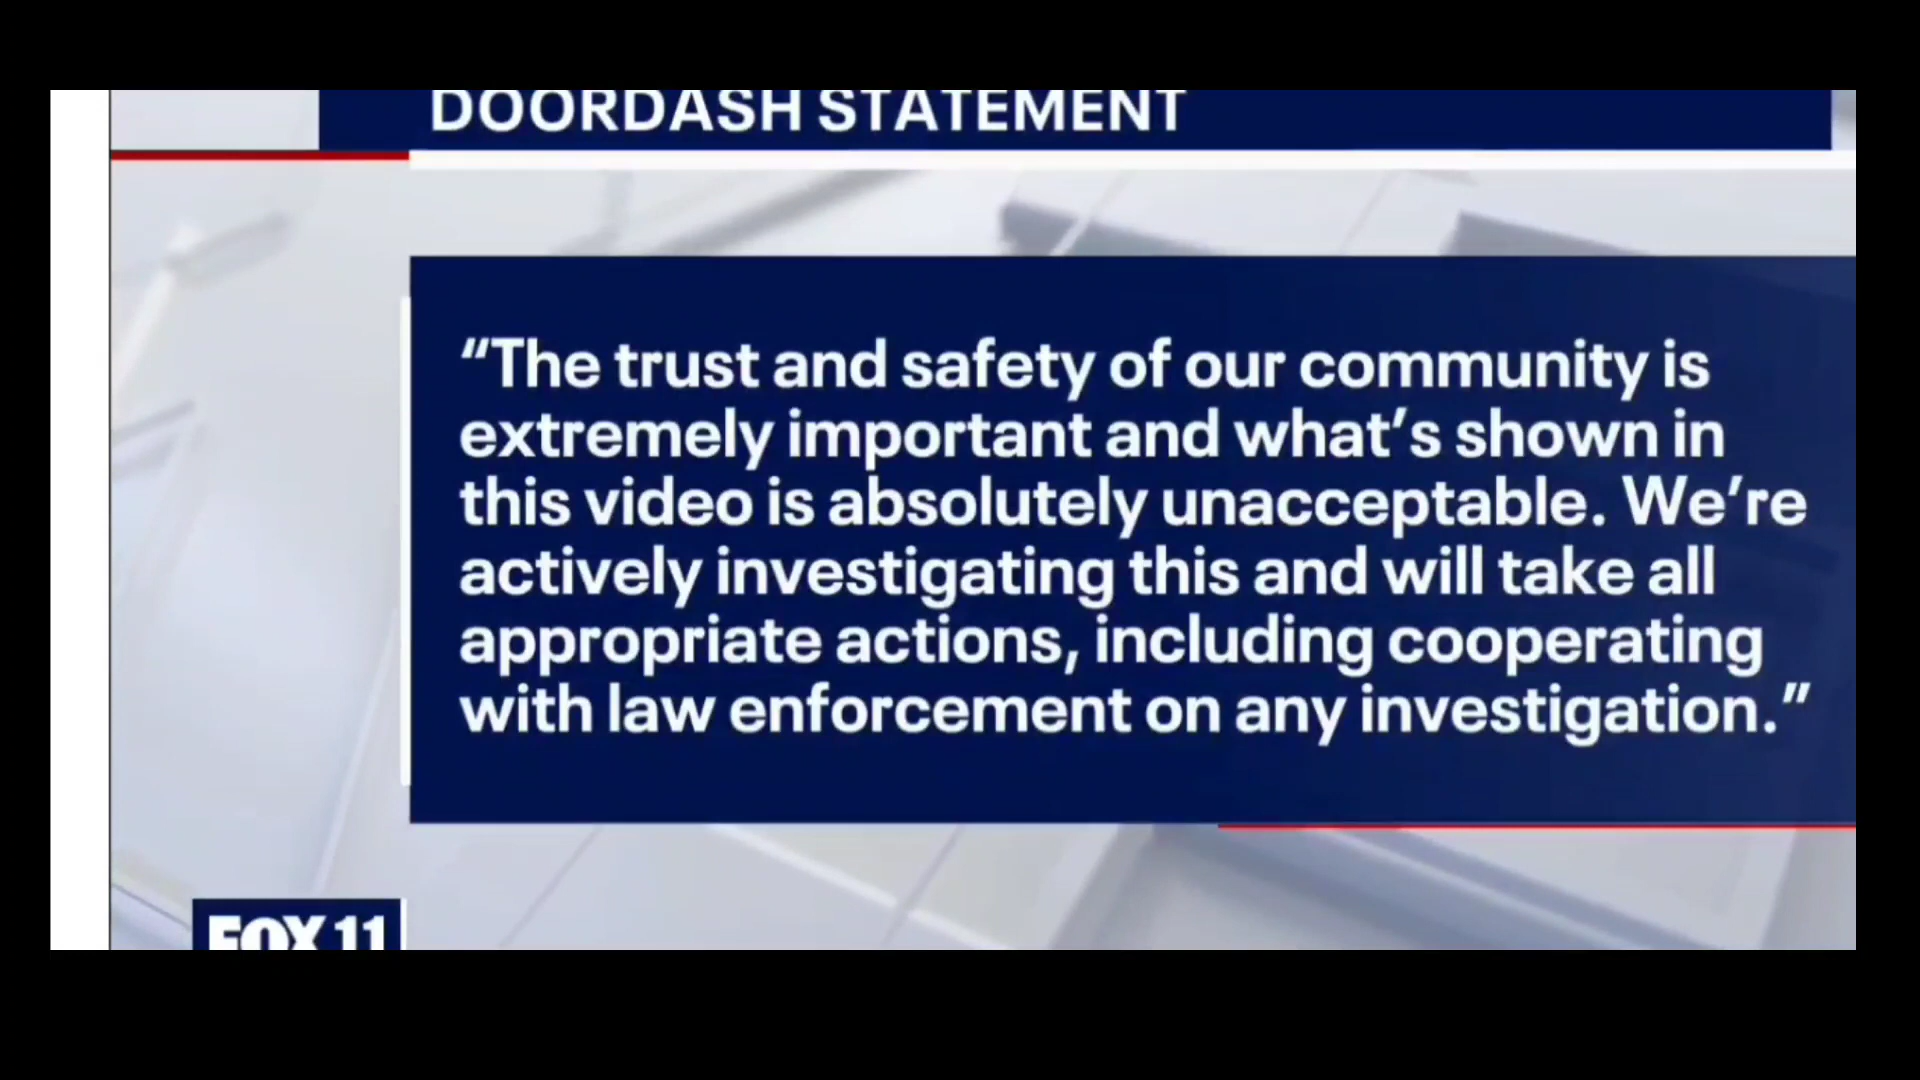 DOORDASH STATEMENT
“The trust and safety of our community is
extremely important and what’s shown in
this video is absolutely unacceptable. We’re
actively investigating this and will take all
appropriate actions, including cooperating
with law enforcement on any investigation.”
FOX 11